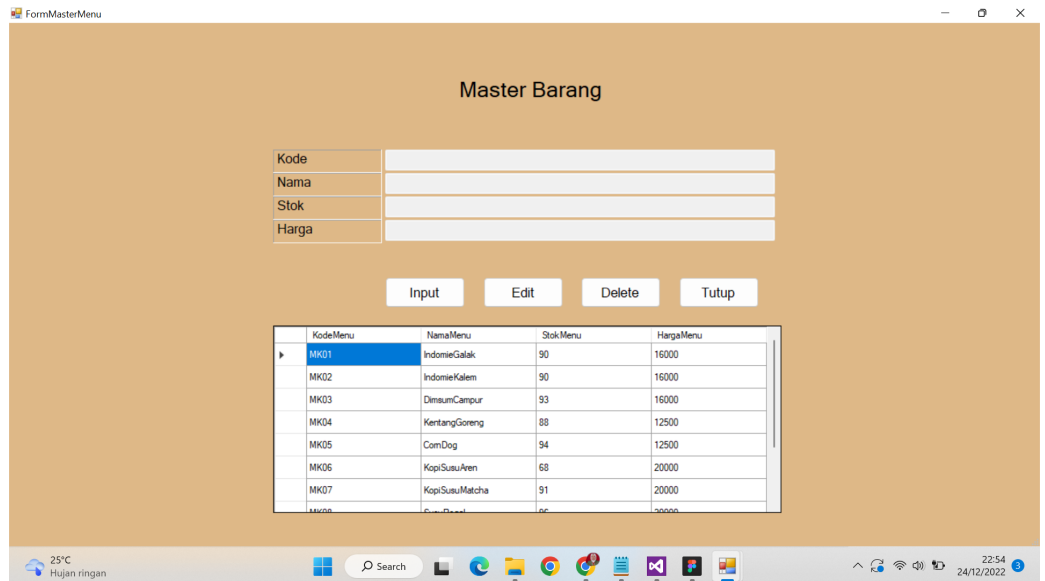 FormMasterMenu
Master Barang
Kode
Nama
Stok
Harga
Input Edit Delete Tutup
KodeMenu NamaMenu StokMenu HargaMenu
MK01 IndomieGalak 90 16000
MK02 IndomieKalem 90 16000
MK03 DimsumCampur 93 16000
MK04 KentangGoreng 88 12500
MK05 CornDog 94 12500
MK06 KopiSusuAren 68 20000
MK07 KopiSusuMatcha 91 20000
25°C
Hujan ringan
Search
22:54
24/12/2022
3